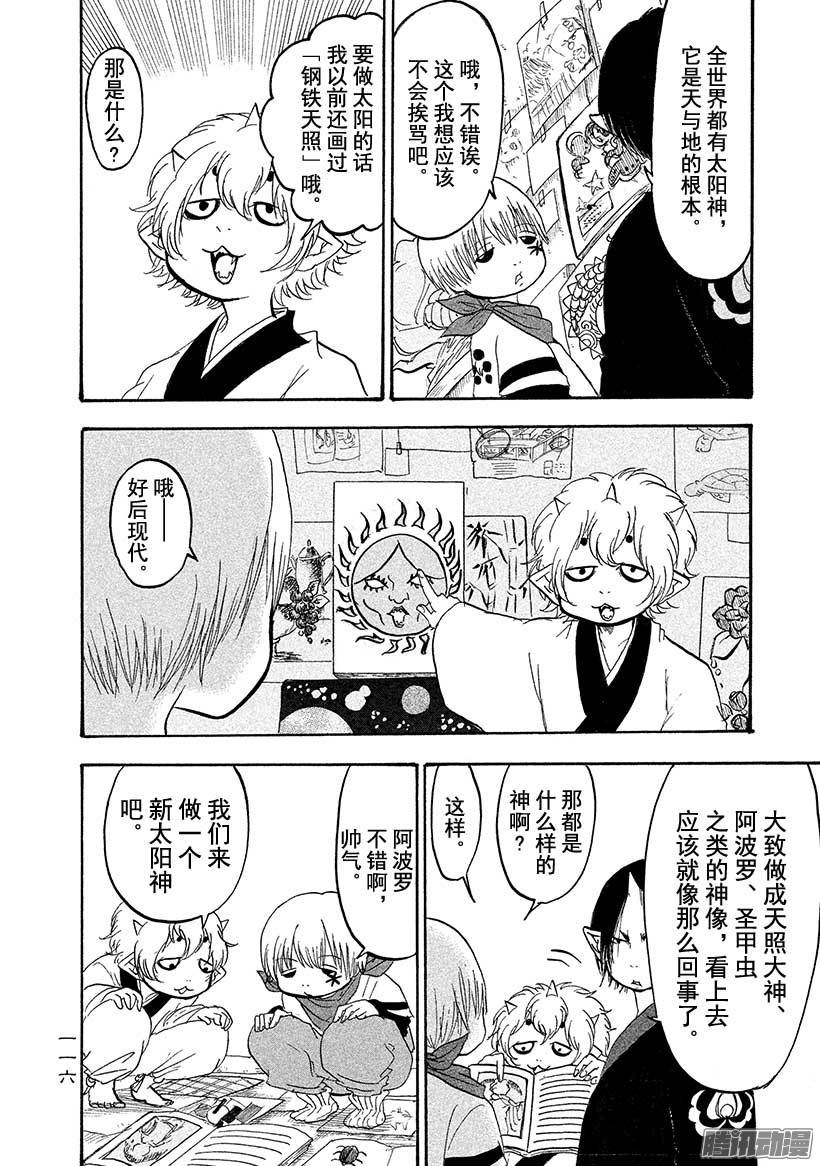 全世界都有太阳神，
它是天与地的根本。
哦，不错诶。
这个我想应该
不会挨骂吧。
要做太阳的话
我以前还画过
「钢铁天照」哦。
那是什么？
哦——
好后现代。
大致做成天照大神、
阿波罗、圣甲虫
之类的神像，看上去
应该就像那么回事了。
那都是
什么样的
神啊？
这样。
阿波罗
不错啊，
帅气。
我们来
做一个
新太阳神
吧。
一一六
腾讯动漫